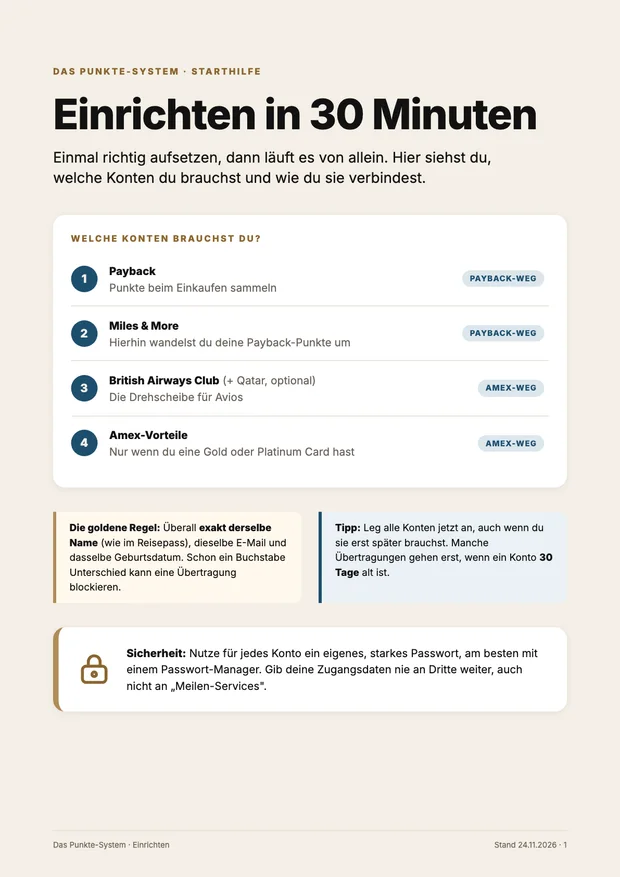 DAS PUNKTE-SYSTEM · STARTHILFE
Einrichten in 30 Minuten
Einmal richtig aufsetzen, dann läuft es von allein. Hier siehst du,
welche Konten du brauchst und wie du sie verbindest.
WELCHE KONTEN BRAUCHST DU?
1
Payback
Punkte beim Einkaufen sammeln
PAYBACK-WEG
2
Miles & More
Hierhin wandelst du deine Payback-Punkte um
PAYBACK-WEG
3
British Airways Club (+ Qatar, optional)
Die Drehscheibe für Avios
AMEX-WEG
4
Amex-Vorteile
Nur wenn du eine Gold oder Platinum Card hast
AMEX-WEG
Die goldene Regel: Überall exakt derselbe
Name (wie im Reisepass), dieselbe E-Mail und
dasselbe Geburtsdatum. Schon ein Buchstabe
Unterschied kann eine Übertragung
blockieren.
Tipp: Leg alle Konten jetzt an, auch wenn du
sie erst später brauchst. Manche
Übertragungen gehen erst, wenn ein Konto 30
Tage alt ist.
Sicherheit: Nutze für jedes Konto ein eigenes, starkes Passwort, am besten mit
einem Passwort-Manager. Gib deine Zugangsdaten nie an Dritte weiter, auch
nicht an „Meilen-Services".
Das Punkte-System · Einrichten
Stand 24.11.2026 · 1